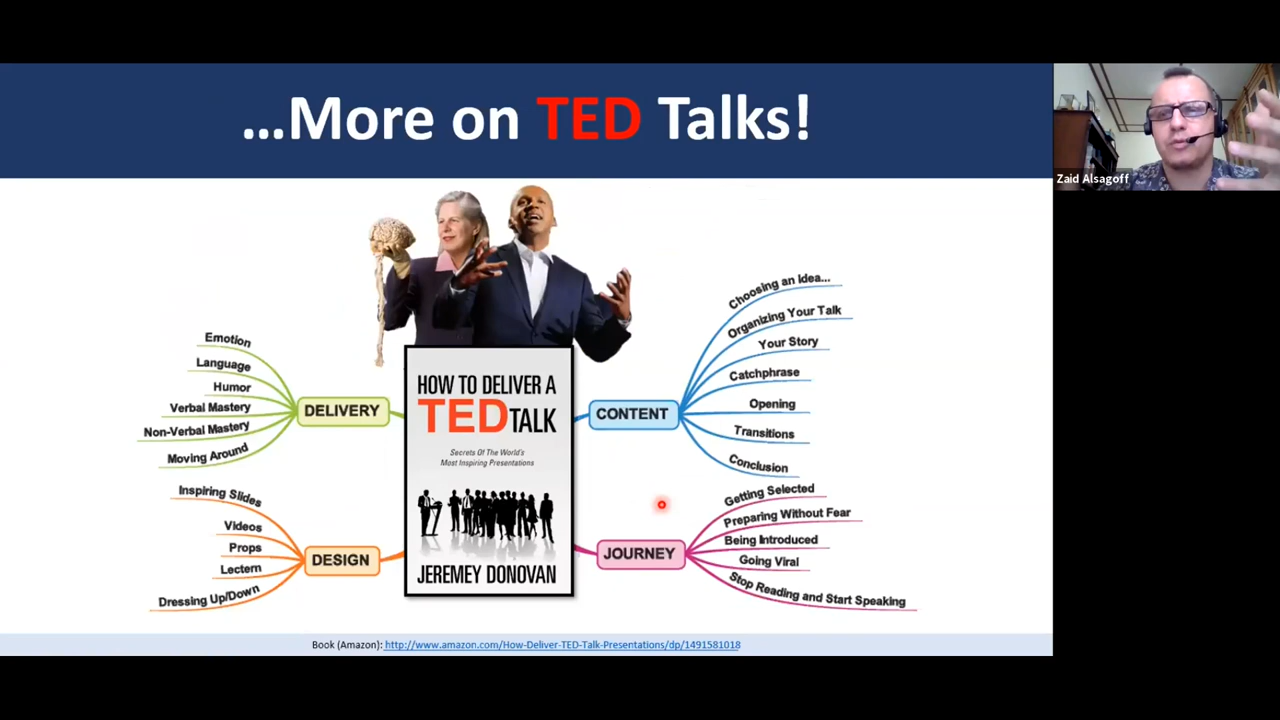 ...More on TED Talks!
Zaid Alsagoff
Emotion
Language
Humor
Verbal Mastery
Non-Verbal Mastery
Moving Around
DELIVERY
Inspiring Slides
Videos
Props
Lectern
Dressing Up/Down
DESIGN
HOW TO DELIVER A
TED TALK
Secrets Of The World's
Most Inspiring Presentations
JEREMEY DONOVAN
CONTENT
Choosing an Idea...
Organizing Your Talk
Your Story
Catchphrase
Opening
Transitions
Conclusion
JOURNEY
Getting Selected
Preparing Without Fear
Being Introduced
Going Viral
Stop Reading and Start Speaking
Book (Amazon): http://www.amazon.com/How-Deliver-TED-Talk-Presentations/dp/1491581018